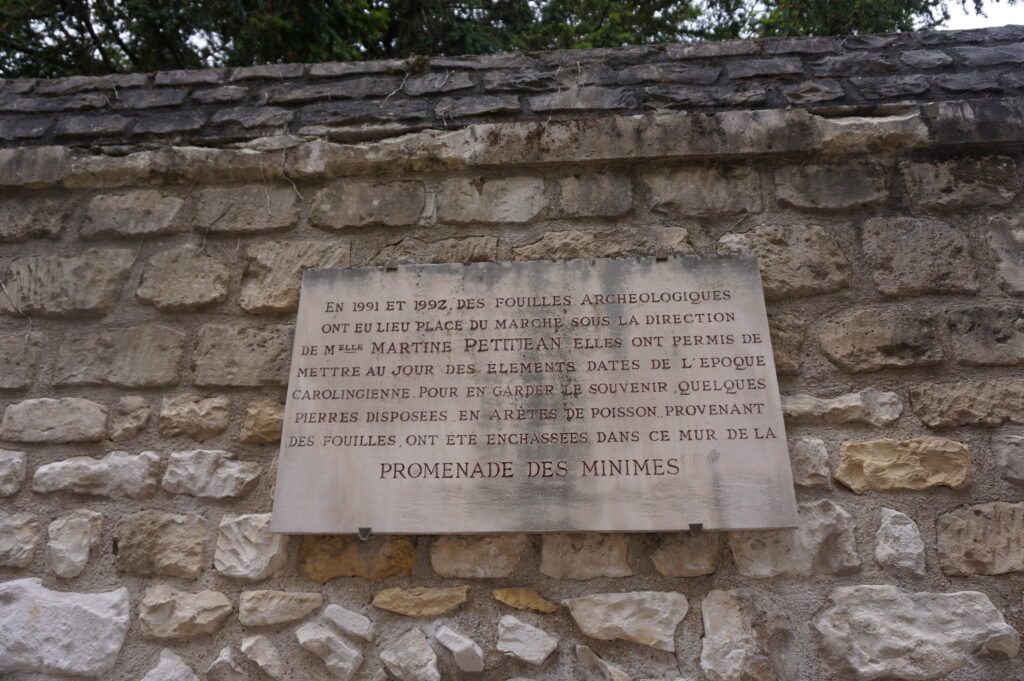 EN 1991 ET 1992, DES FOUILLES ARCHÉOLOGIQUES
ONT EU LIEU PLACE DU MARCHÉ SOUS LA DIRECTION
DE MELLE MARTINE PETITJEAN. ELLES ONT PERMIS DE
METTRE AU JOUR DES ÉLÉMENTS DATÉS DE L'ÉPOQUE
CAROLINGIENNE. POUR EN GARDER LE SOUVENIR, QUELQUES
PIERRES DISPOSÉES, EN ARÊTES DE POISSON, PROVENANT
DES FOUILLES, ONT ÉTÉ ENCHASSÉES DANS CE MUR DE LA
PROMENADE DES MINIMES